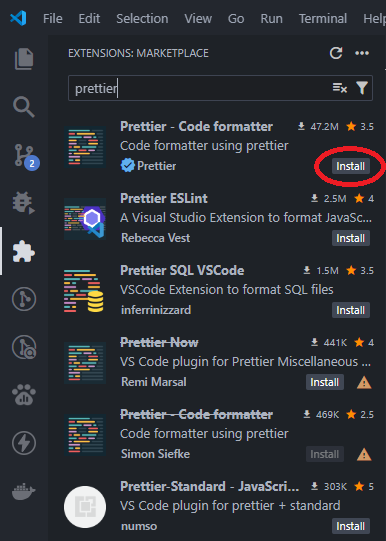 File Edit Selection View Go Run Terminal Help
EXTENSIONS: MARKETPLACE
prettier
Prettier - Code formatter 47.2M 3.5
Code formatter using prettier
Prettier Install
2
Prettier ESLint 2.5M 4
A Visual Studio Extension to format JavaSc...
Rebecca Vest Install
Prettier SQL VSCode 1.5M 3.5
VSCode Extension to format SQL files
inferrinizzard Install
Prettier Now 441K 4
VS Code plugin for Prettier Miscellaneous ...
Remi Marsal Install
Prettier - Code formatter 469K 2.5
Code formatter using prettier
Simon Siefke Install
Prettier-Standard - JavaScri... 303K 5
VS Code plugin for prettier + standard
numso Install